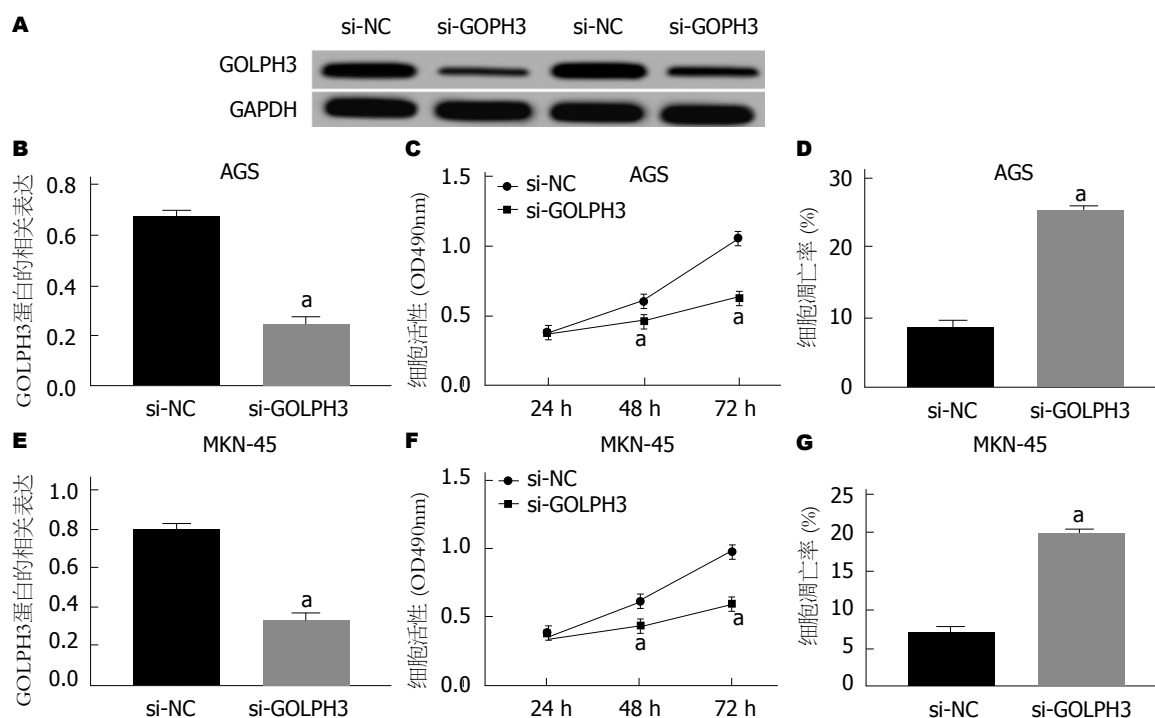 A
si-NC si-GOPH3 si-NC si-GOPH3
GOLPH3
GAPDH
B
AGS
GOLPH3蛋白的相关表达
0.8
0.6
0.4
0.2
0.0
a
si-NC si-GOLPH3
C
AGS
细胞活性 (OD490nm)
1.5
1.0
0.5
0.0
si-NC
si-GOLPH3
a
a
24 h 48 h 72 h
D
AGS
细胞凋亡率 (%)
30
20
10
0
a
si-NC si-GOLPH3
E
MKN-45
GOLPH3蛋白的相关表达
1.0
0.8
0.6
0.4
0.2
0.0
a
si-NC si-GOLPH3
F
MKN-45
细胞活性 (OD490nm)
1.5
1.0
0.5
0.0
si-NC
si-GOLPH3
a
a
24 h 48 h 72 h
G
MKN-45
细胞凋亡率 (%)
25
20
15
10
5
0
a
si-NC si-GOLPH3